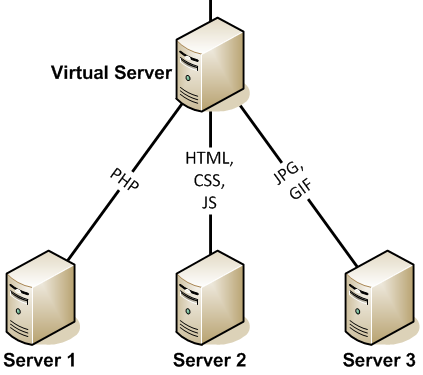 Virtual Server
PHP
HTML,
CSS,
JS
JPG,
GIF
Server 1
Server 2
Server 3